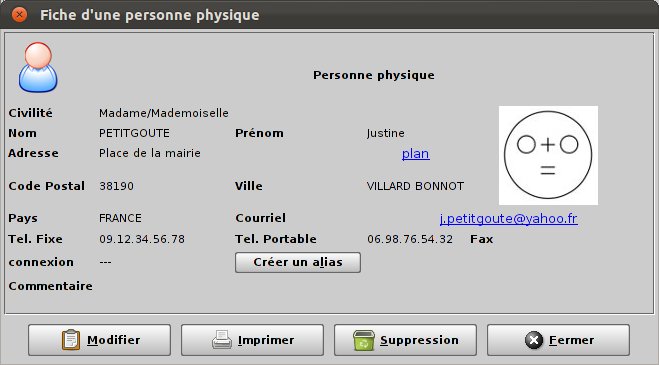 Fiche d'une personne physique
Personne physique
Civilité Madame/Mademoiselle
Nom PETITGOUTE Prénom Justine
Adresse Place de la mairie plan
Code Postal 38190 Ville VILLARD BONNOT
Pays FRANCE Courriel j.petitgoute@yahoo.fr
Tel. Fixe 09.12.34.56.78 Tel. Portable 06.98.76.54.32 Fax
connexion --- Créer un alias
Commentaire
Modifier Imprimer Suppression Fermer